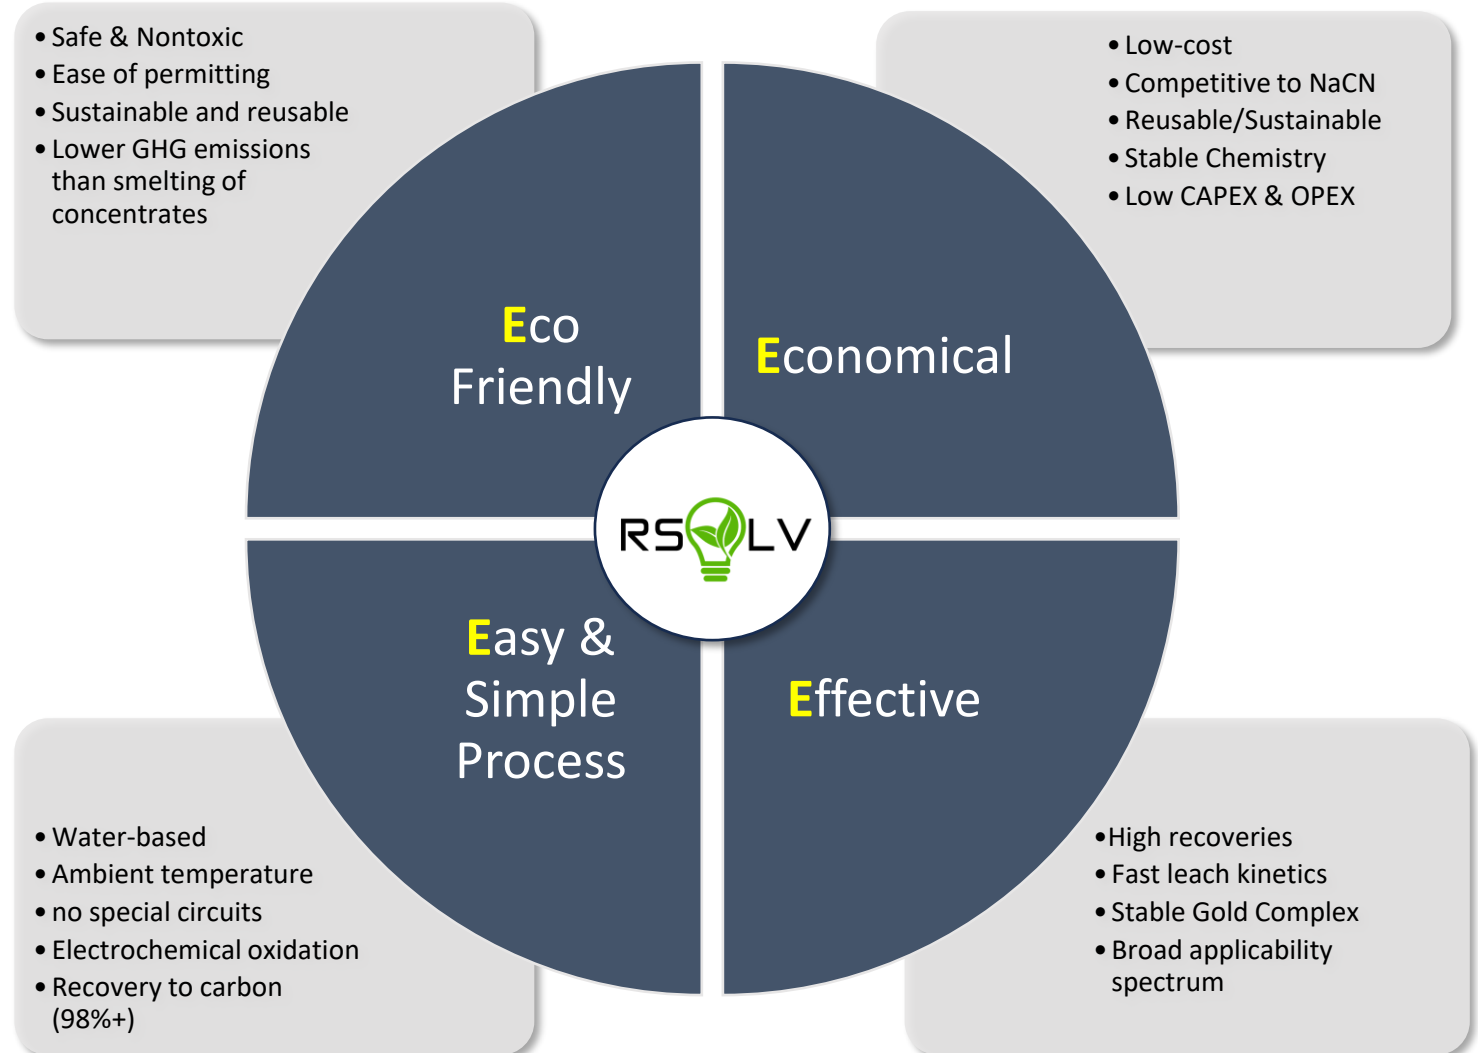 • Safe & Nontoxic
• Ease of permitting
• Sustainable and reusable
• Lower GHG emissions
than smelting of
concentrates
• Low-cost
• Competitive to NaCN
• Reusable/Sustainable
• Stable Chemistry
• Low CAPEX & OPEX
Eco
Friendly
Economical
RSOLV
Easy &
Simple
Process
Effective
• Water-based
• Ambient temperature
• no special circuits
• Electrochemical oxidation
• Recovery to carbon
(98%+)
•High recoveries
• Fast leach kinetics
• Stable Gold Complex
• Broad applicability
spectrum